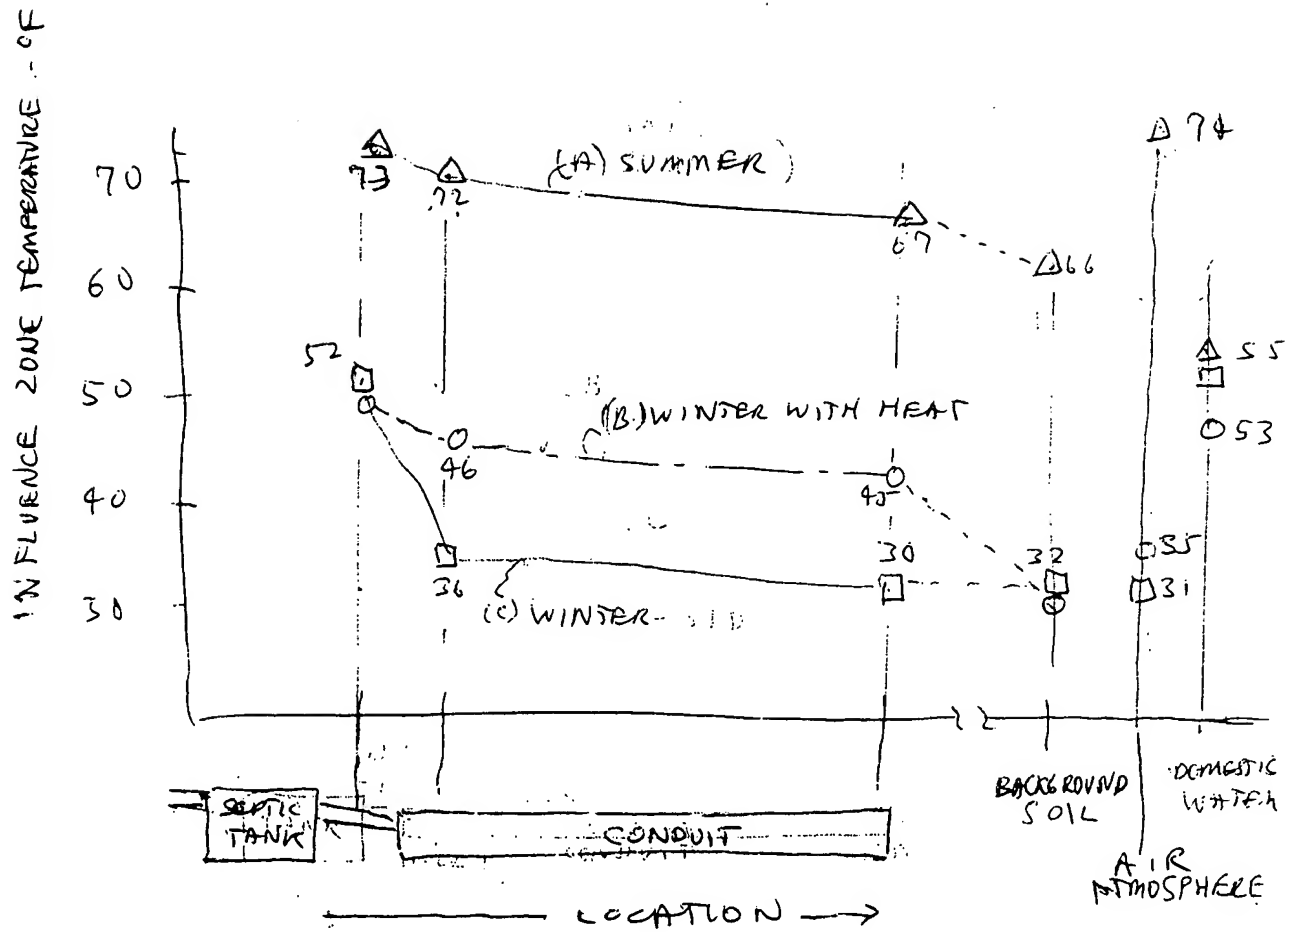 INFLUENCE ZONE TEMPERATURE - °F
74
70
73
72
(A) SUMMER
67
66
60
52
55
50
(B) WINTER WITH HEAT
53
46
40
30
32
35
36
31
30
(C) WINTER
SEPTIC
TANK
CONDUIT
BACKGROUND
SOIL
DOMESTIC
WATER
AIR
ATMOSPHERE
LOCATION